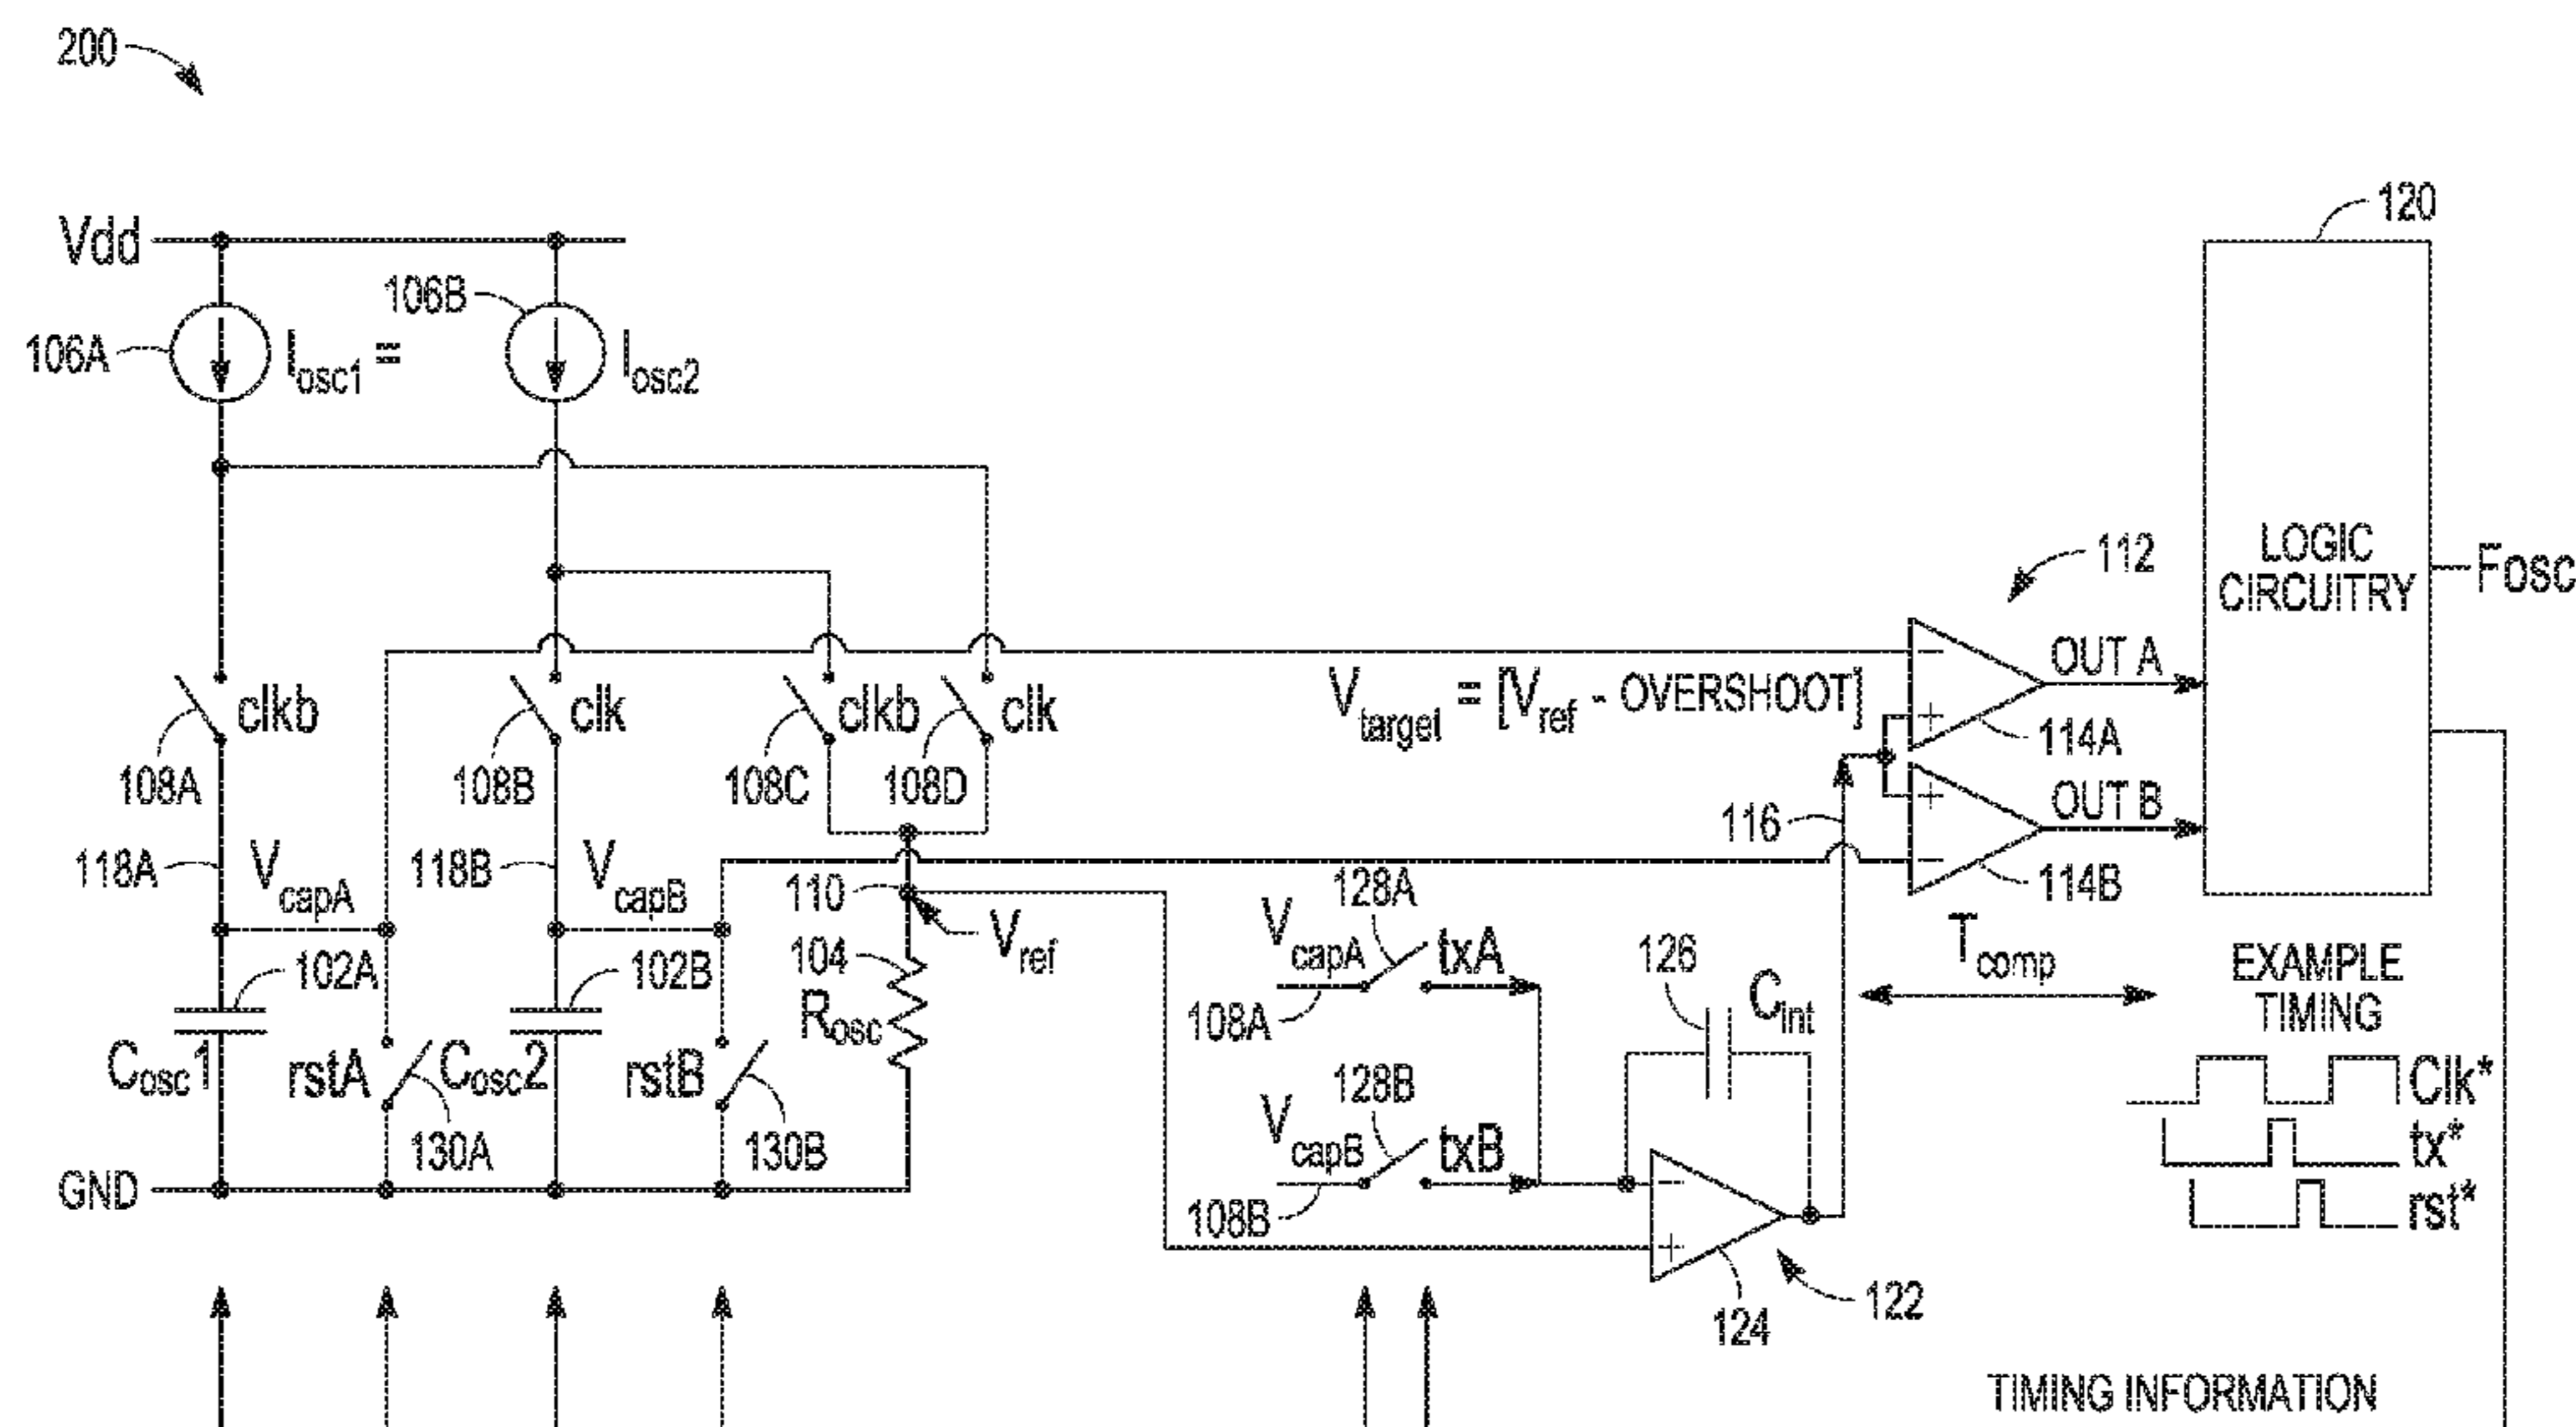 200
120
Vdd
106B
106A
Iosc1 =
Iosc2
LOGIC
CIRCUITRY
Fosc
112
OUT A
Vtarget = [Vref - OVERSHOOT]
clkb
clk
clkb
clk
108A
108B
108C
108D
114A
116
OUT B
118A
VcapA
118B
VcapB
110
Vref
128A
114B
VcapA
txA
108A
Tcomp
EXAMPLE
TIMING
102A
102B
104
Rosc
126
Cint
Cosc1
rstA
Cosc2
rstB
128B
Clk*
VcapB
txB
108B
tx*
130A
130B
rst*
GND
122
124
TIMING INFORMATION